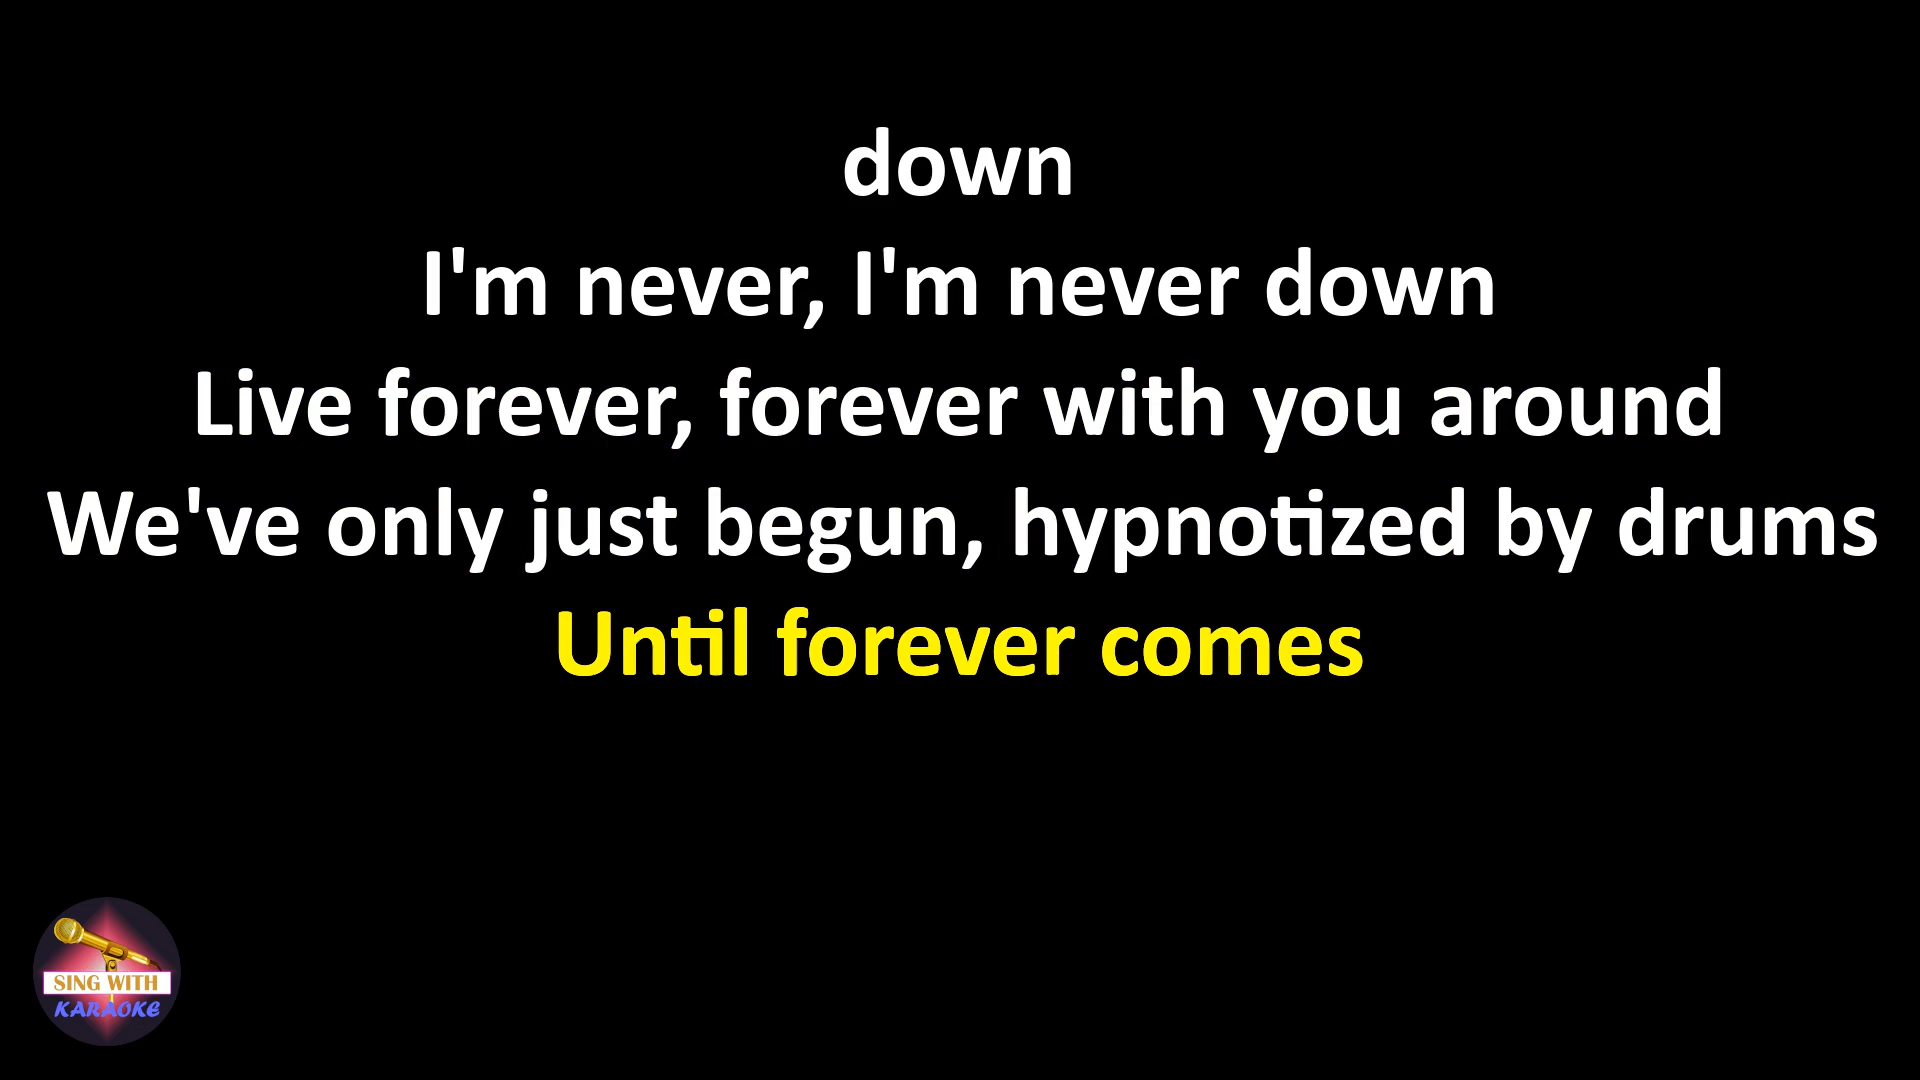 down
I'm never, I'm never down
Live forever, forever with you around
We've only just begun, hypnotized by drums
Until forever comes
SING WITH
KARAOKE